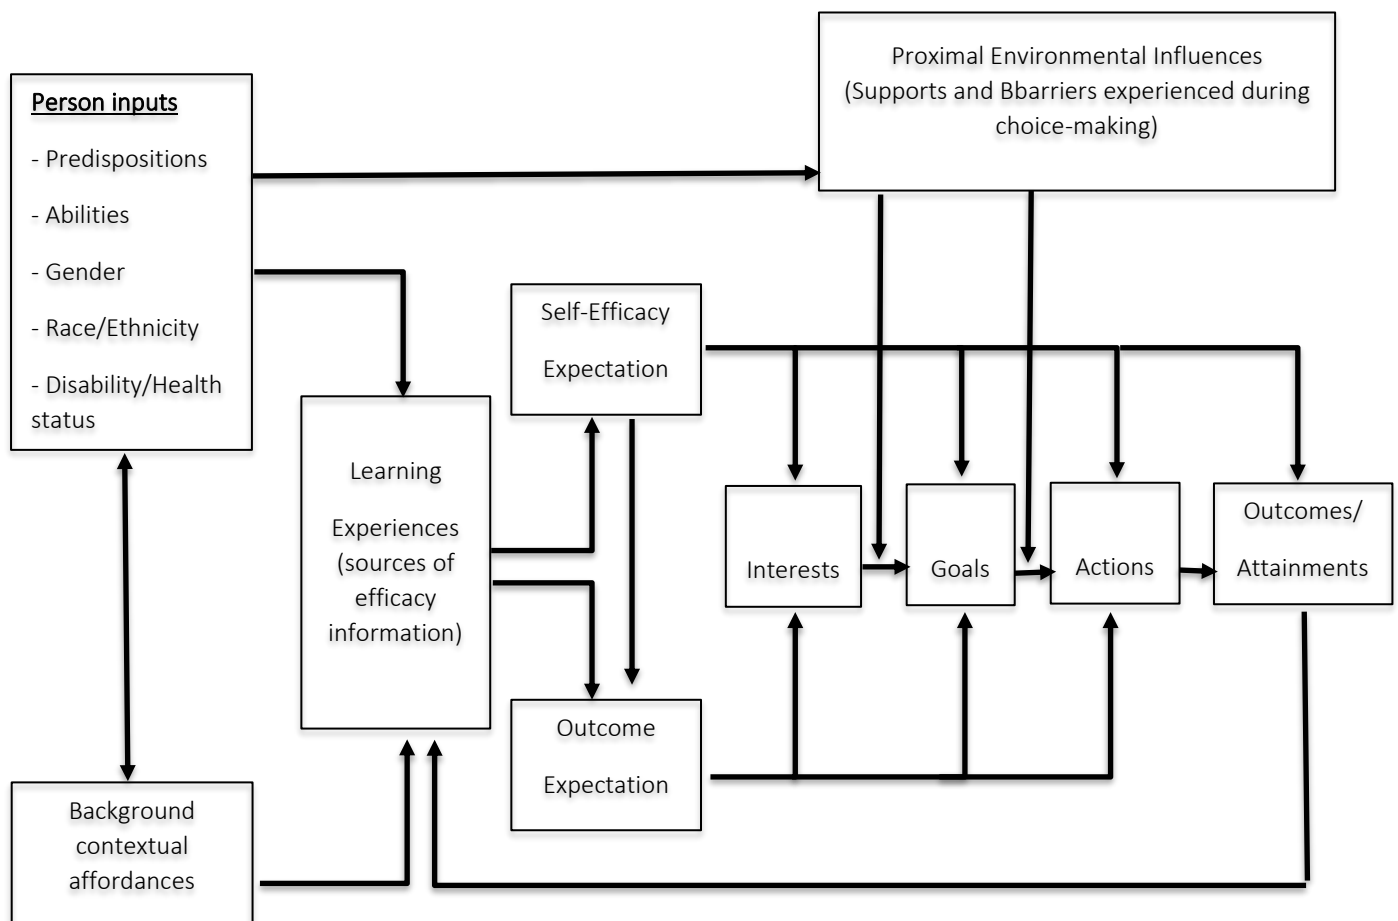 Proximal Environmental Influences
(Supports and Bbarriers experienced during
choice-making)
Person inputs
- Predispositions
- Abilities
- Gender
- Race/Ethnicity
- Disability/Health
status
Self-Efficacy
Expectation
Learning
Experiences
(sources of
efficacy
information)
Interests
Goals
Actions
Outcomes/
Attainments
Outcome
Expectation
Background
contextual
affordances